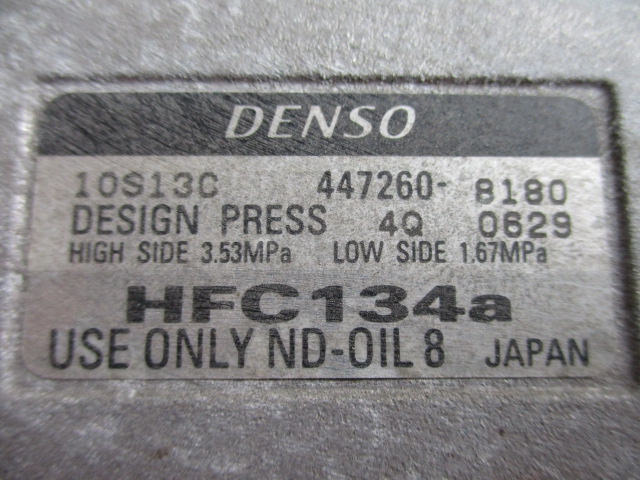 DENSO
10S13C 447260-8180
DESIGN PRESS 4Q 0629
HIGH SIDE 3.53MPa LOW SIDE 1.67MPa
HFC134a
USE ONLY ND-OIL 8 JAPAN